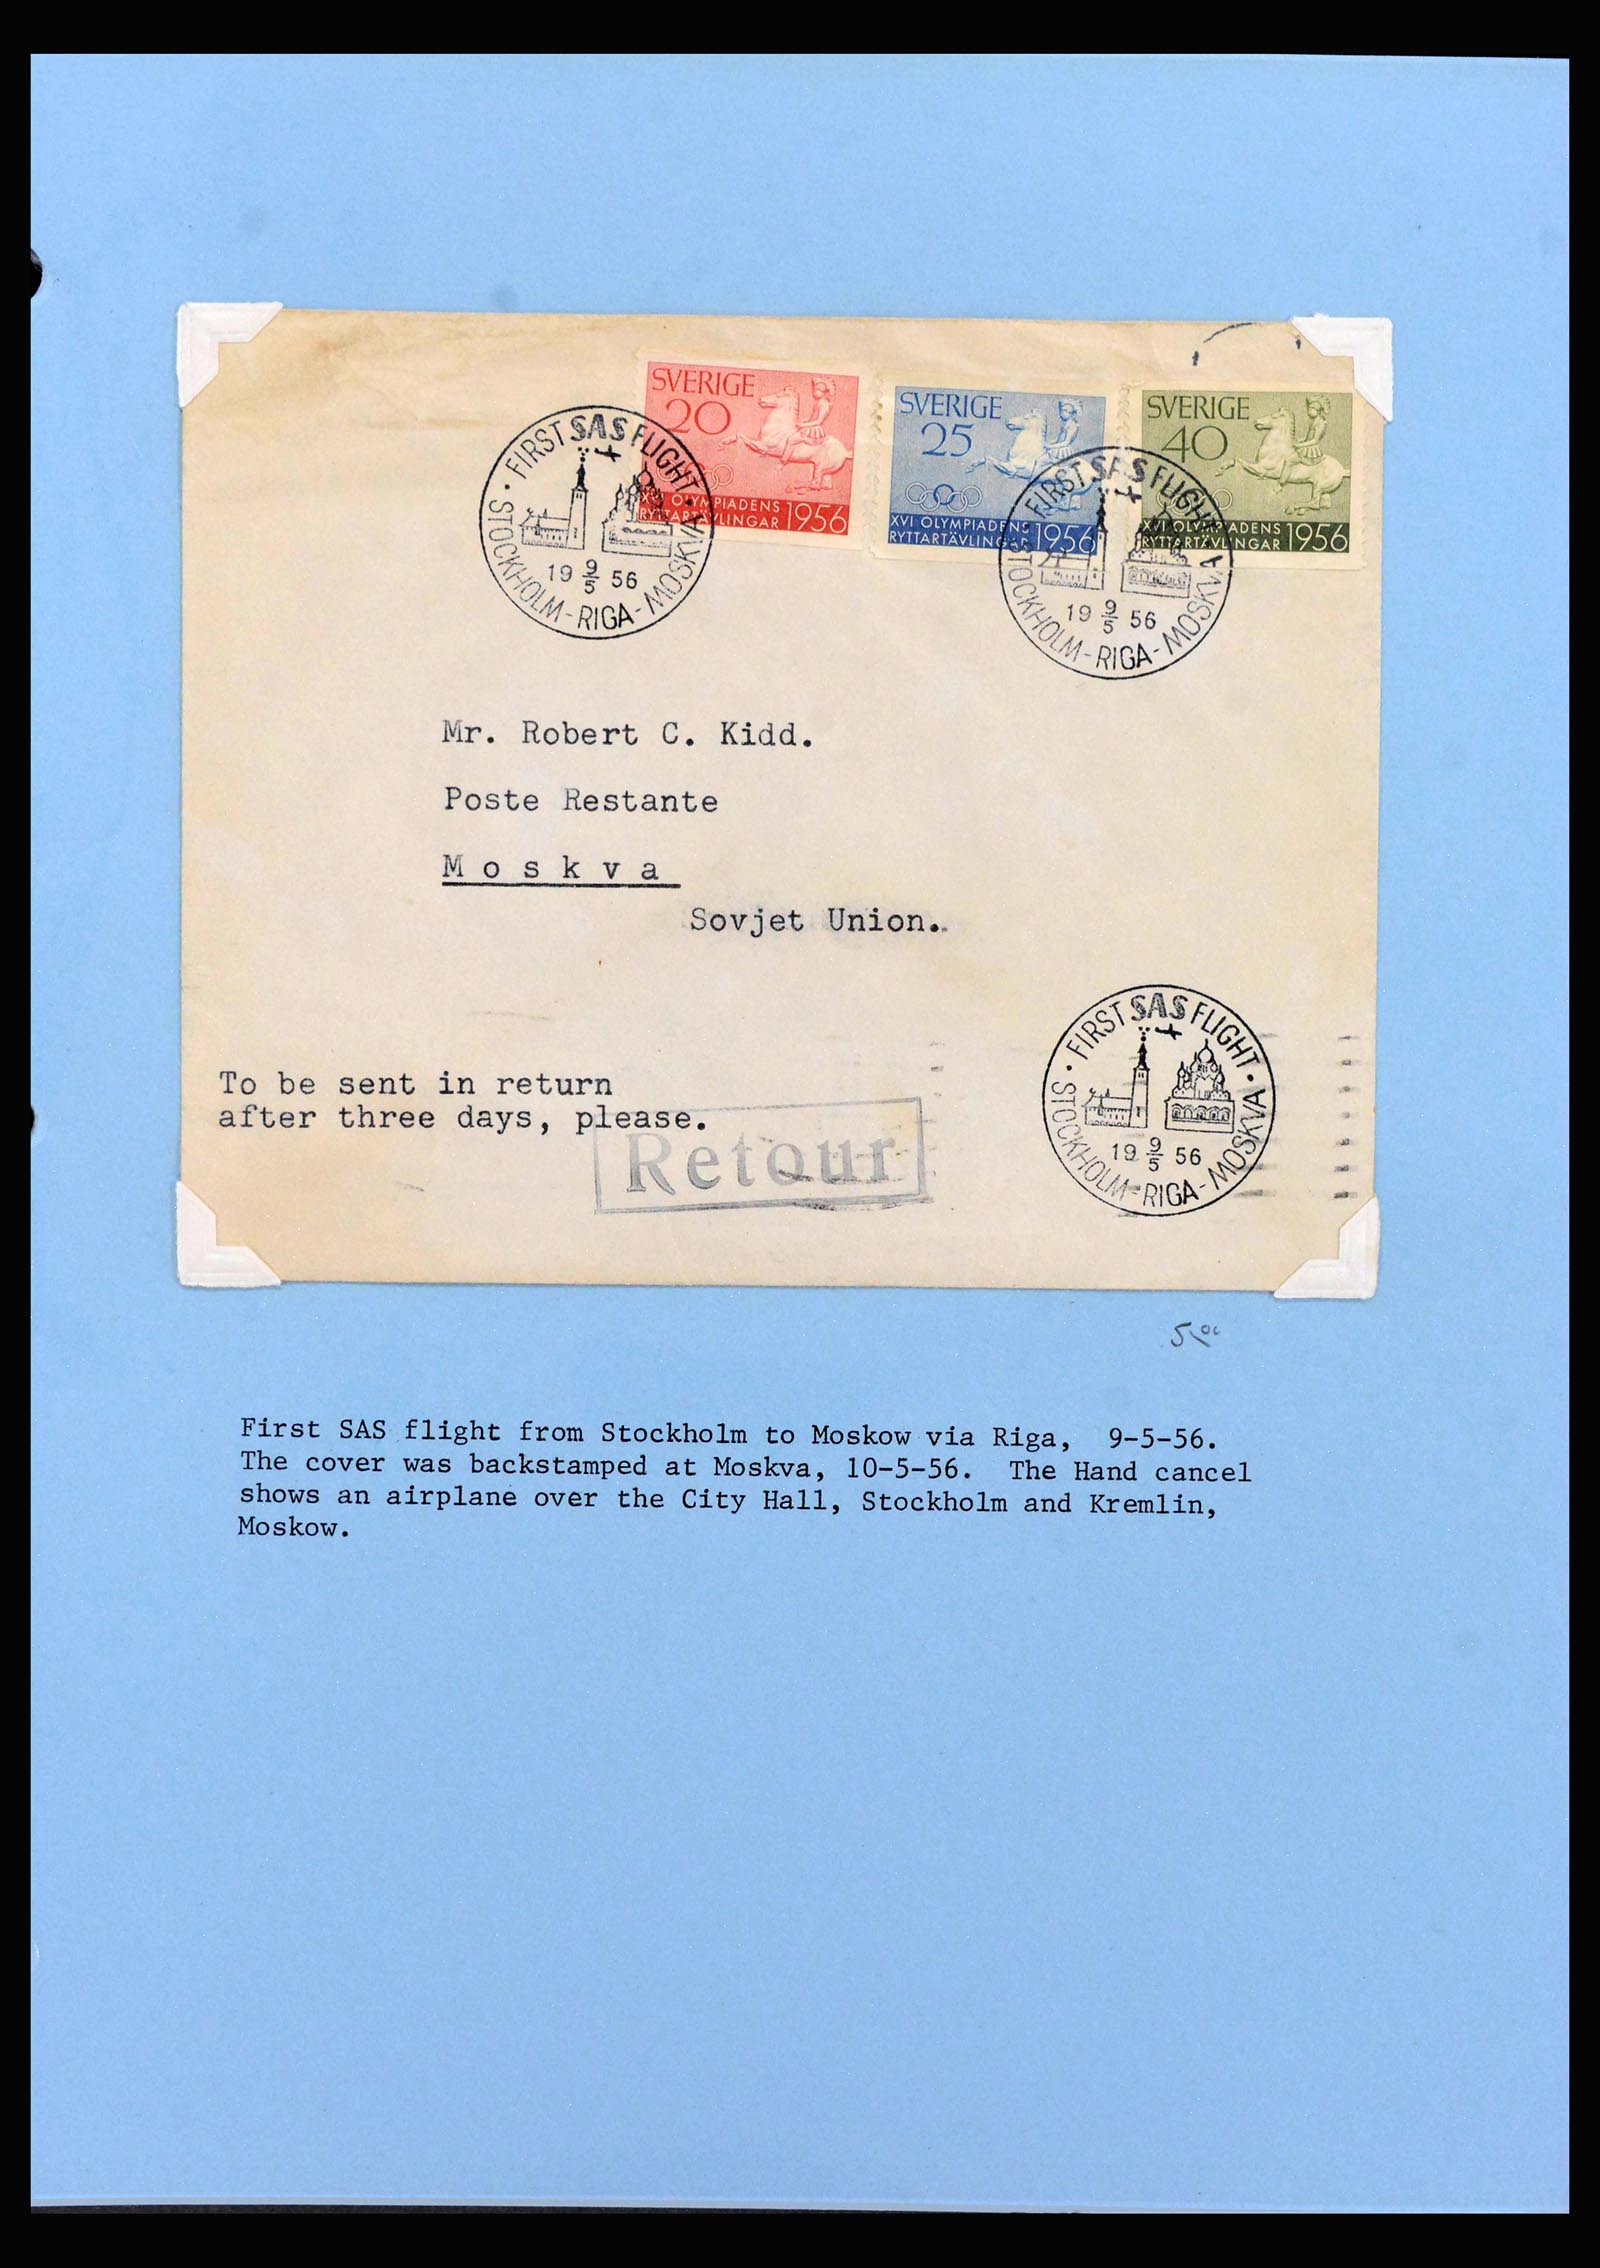 SVERIGE
20
XVI OLYMPIADENS
RYTTARTÄVLINGAR 1956
SVERIGE
25
XVI OLYMPIADENS
RYTTARTÄVLINGAR 1956
SVERIGE
40
XVI OLYMPIADENS
RYTTARTÄVLINGAR 1956
· FIRST SAS FLIGHT ·
19 9/5 56
STOCKHOLM-RIGA-MOSKVA
· FIRST SAS FLIGHT ·
19 9/5 56
STOCKHOLM-RIGA-MOSKVA
Mr. Robert C. Kidd.
Poste Restante
Moskva
Sovjet Union.
· FIRST SAS FLIGHT ·
19 9/5 56
STOCKHOLM-RIGA-MOSKVA
To be sent in return
after three days, please.
Retour
5,00
First SAS flight from Stockholm to Moskow via Riga, 9-5-56.
The cover was backstamped at Moskva, 10-5-56. The Hand cancel
shows an airplane over the City Hall, Stockholm and Kremlin,
Moskow.